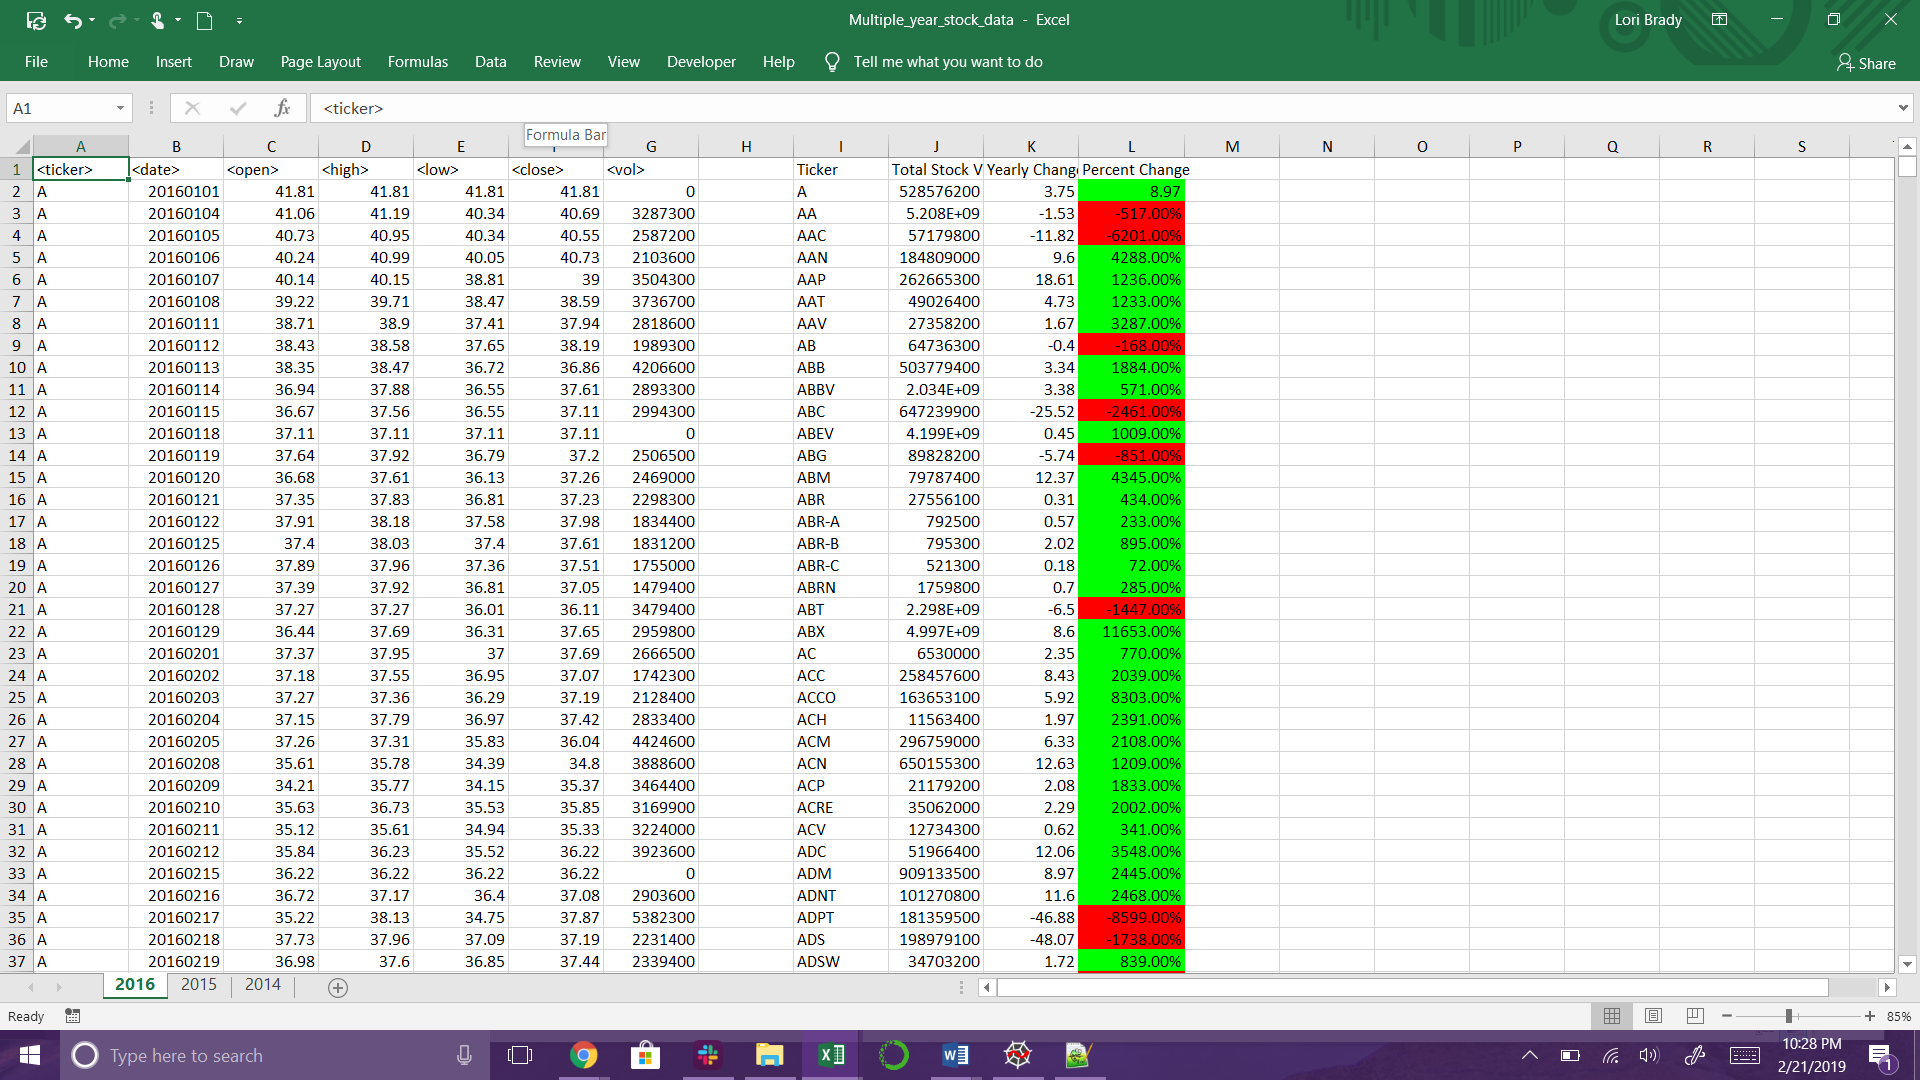 Multiple_year_stock_data - Excel
Lori Brady
File Home Insert Draw Page Layout Formulas Data Review View Developer Help Tell me what you want to do Share
A1 fx <ticker>
Formula Bar
A B C D E G H I J K L M N O P Q R S
1 <ticker> <date> <open> <high> <low> <close> <vol> Ticker Total Stock V Yearly Chang Percent Change
2 A 20160101 41.81 41.81 41.81 41.81 0 A 528576200 3.75 8.97
3 A 20160104 41.06 41.19 40.34 40.69 3287300 AA 5.208E+09 -1.53 -517.00%
4 A 20160105 40.73 40.95 40.34 40.55 2587200 AAC 57179800 -11.82 -6201.00%
5 A 20160106 40.24 40.99 40.05 40.73 2103600 AAN 184809000 9.6 4288.00%
6 A 20160107 40.14 40.15 38.81 39 3504300 AAP 262665300 18.61 1236.00%
7 A 20160108 39.22 39.71 38.47 38.59 3736700 AAT 49026400 4.73 1233.00%
8 A 20160111 38.71 38.9 37.41 37.94 2818600 AAV 27358200 1.67 3287.00%
9 A 20160112 38.43 38.58 37.65 38.19 1989300 AB 64736300 -0.4 -168.00%
10 A 20160113 38.35 38.47 36.72 36.86 4206600 ABB 503779400 3.34 1884.00%
11 A 20160114 36.94 37.88 36.55 37.61 2893300 ABBV 2.034E+09 3.38 571.00%
12 A 20160115 36.67 37.56 36.55 37.11 2994300 ABC 647239900 -25.52 -2461.00%
13 A 20160118 37.11 37.11 37.11 37.11 0 ABEV 4.199E+09 0.45 1009.00%
14 A 20160119 37.64 37.92 36.79 37.2 2506500 ABG 89828200 -5.74 -851.00%
15 A 20160120 36.68 37.61 36.13 37.26 2469000 ABM 79787400 12.37 4345.00%
16 A 20160121 37.35 37.83 36.81 37.23 2298300 ABR 27556100 0.31 434.00%
17 A 20160122 37.91 38.18 37.58 37.98 1834400 ABR-A 792500 0.57 233.00%
18 A 20160125 37.4 38.03 37.4 37.61 1831200 ABR-B 795300 2.02 895.00%
19 A 20160126 37.89 37.96 37.36 37.51 1755000 ABR-C 521300 0.18 72.00%
20 A 20160127 37.39 37.92 36.81 37.05 1479400 ABRN 1759800 0.7 285.00%
21 A 20160128 37.27 37.27 36.01 36.11 3479400 ABT 2.298E+09 -6.5 -1447.00%
22 A 20160129 36.44 37.69 36.31 37.65 2959800 ABX 4.997E+09 8.6 11653.00%
23 A 20160201 37.37 37.95 37 37.69 2666500 AC 6530000 2.35 770.00%
24 A 20160202 37.18 37.55 36.95 37.07 1742300 ACC 258457600 8.43 2039.00%
25 A 20160203 37.27 37.36 36.29 37.19 2128400 ACCO 163653100 5.92 8303.00%
26 A 20160204 37.15 37.79 36.97 37.42 2833400 ACH 11563400 1.97 2391.00%
27 A 20160205 37.26 37.31 35.83 36.04 4424600 ACM 296759000 6.33 2108.00%
28 A 20160208 35.61 35.78 34.39 34.8 3888600 ACN 650155300 12.63 1209.00%
29 A 20160209 34.21 35.77 34.15 35.37 3464400 ACP 21179200 2.08 1833.00%
30 A 20160210 35.63 36.73 35.53 35.85 3169900 ACRE 35062000 2.29 2002.00%
31 A 20160211 35.12 35.61 34.94 35.33 3224000 ACV 12734300 0.62 341.00%
32 A 20160212 35.84 36.23 35.52 36.22 3923600 ADC 51966400 12.06 3548.00%
33 A 20160215 36.22 36.22 36.22 36.22 0 ADM 909133500 8.97 2445.00%
34 A 20160216 36.72 37.17 36.4 37.08 2903600 ADNT 101270800 11.6 2468.00%
35 A 20160217 35.22 38.13 34.75 37.87 5382300 ADPT 181359500 -46.88 -8599.00%
36 A 20160218 37.73 37.96 37.09 37.19 2231400 ADS 198979100 -48.07 -1738.00%
37 A 20160219 36.98 37.6 36.85 37.44 2339400 ADSW 34703200 1.72 839.00%
2016 2015 2014
Ready 85%
Type here to search
10:28 PM
2/21/2019
1